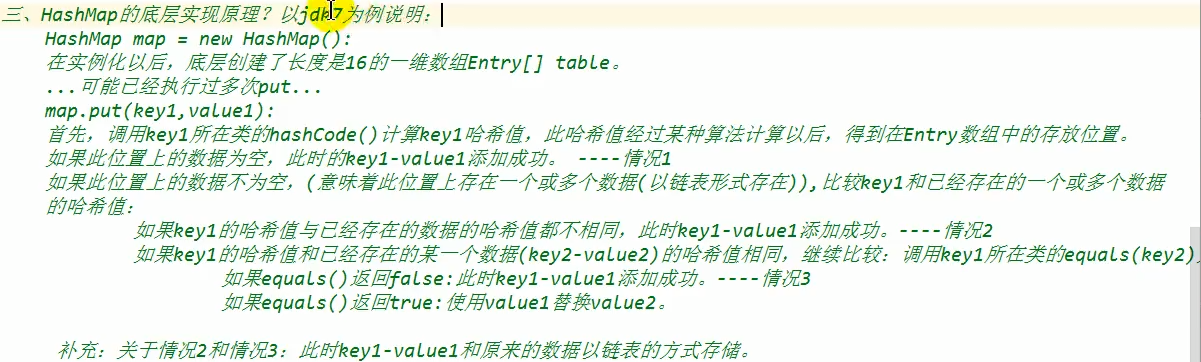 三、HashMap的底层实现原理？以jdk7为例说明：
HashMap map = new HashMap():
在实例化以后，底层创建了长度是16的一维数组Entry[] table。
...可能已经执行过多次put...
map.put(key1,value1):
首先，调用key1所在类的hashCode()计算key1哈希值，此哈希值经过某种算法计算以后，得到在Entry数组中的存放位置。
如果此位置上的数据为空，此时的key1-value1添加成功。 ----情况1
如果此位置上的数据不为空，(意味着此位置上存在一个或多个数据(以链表形式存在)),比较key1和已经存在的一个或多个数据
的哈希值：
如果key1的哈希值与已经存在的数据的哈希值都不相同，此时key1-value1添加成功。----情况2
如果key1的哈希值和已经存在的某一个数据(key2-value2)的哈希值相同，继续比较：调用key1所在类的equals(key2)
如果equals()返回false:此时key1-value1添加成功。----情况3
如果equals()返回true:使用value1替换value2。
补充：关于情况2和情况3：此时key1-value1和原来的数据以链表的方式存储。